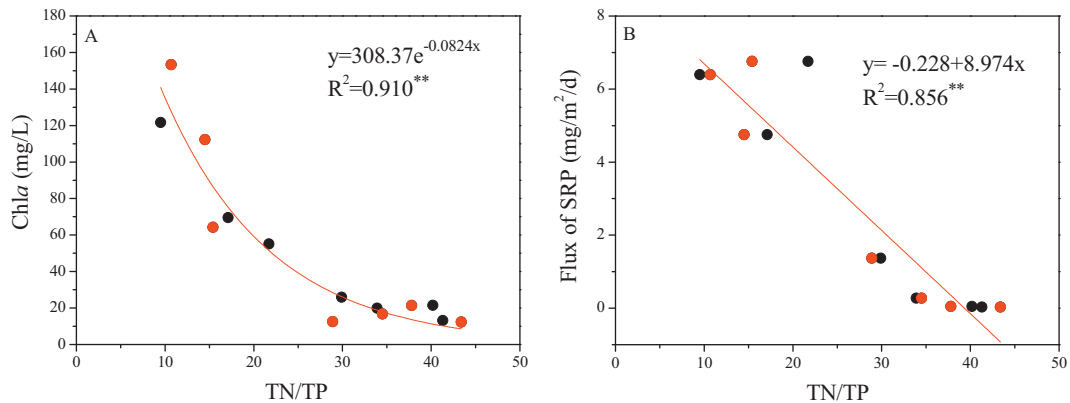 A
y=308.37e^-0.0824x
R^2=0.910^**
Chla (mg/L)
180
160
140
120
100
80
60
40
20
0
0 10 20 30 40 50
TN/TP
B
y= -0.228+8.974x
R^2=0.856^**
Flux of SRP (mg/m^2/d)
8
6
4
2
0
0 10 20 30 40 50
TN/TP